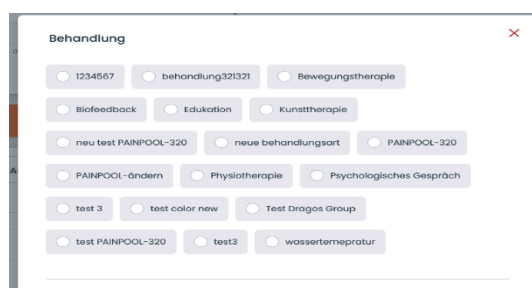 Behandlung
1234567 behandlung321321 Bewegungstherapie
Biofeedback Edukation Kunsttherapie
neu test PAINPOOL-320 neue behandlungsart PAINPOOL-320
PAINPOOL-ändern Physiotherapie Psychologisches Gespräch
test 3 test color new Test Dragos Group
test PAINPOOL-320 test3 wassertemepratur